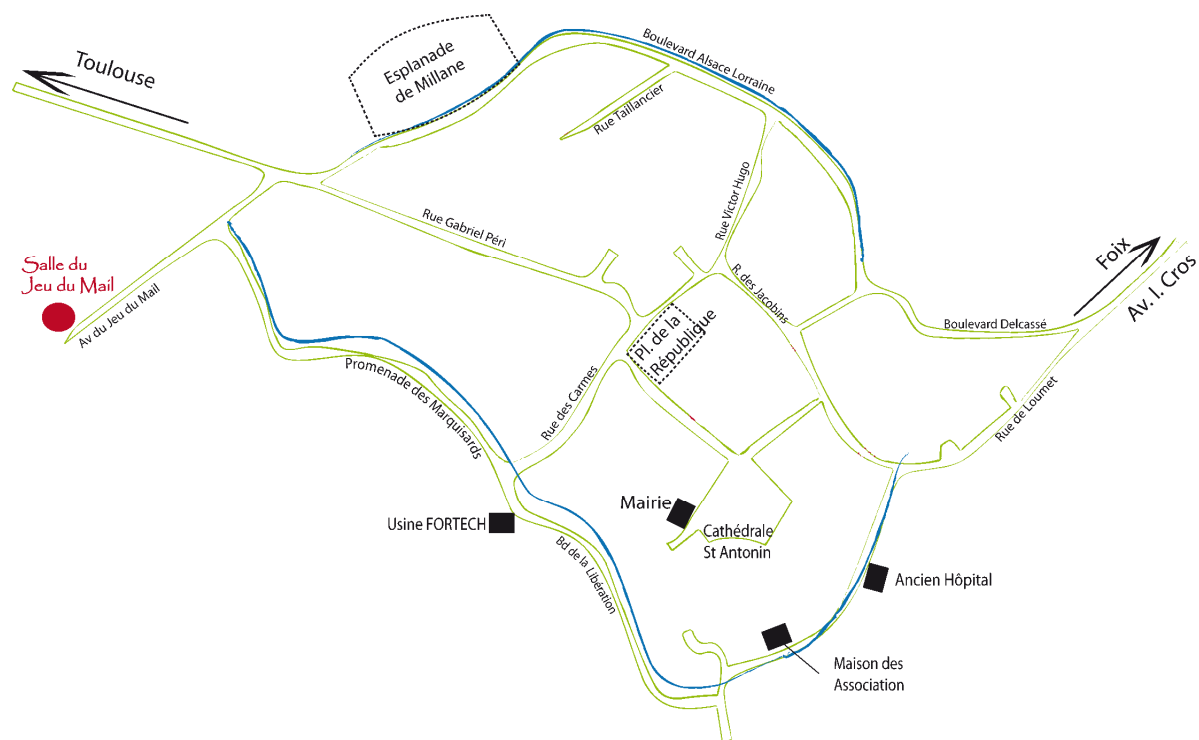 Toulouse
Esplanade
de Millane
Boulevard Alsace Lorraine
Rue Taillancier
Rue Victor Hugo
Rue Gabriel Péri
Salle du
Jeu du Mail
Av du Jeu du Mail
R. des Jacobins
Foix
Av. I. Cros
Boulevard Delcassé
Pl. de la
République
Promenade des Marquisards
Rue des Carmes
Rue de Loumet
Mairie
Usine FORTECH
Cathédrale
St Antonin
Bd de la Libération
Ancien Hôpital
Maison des
Association